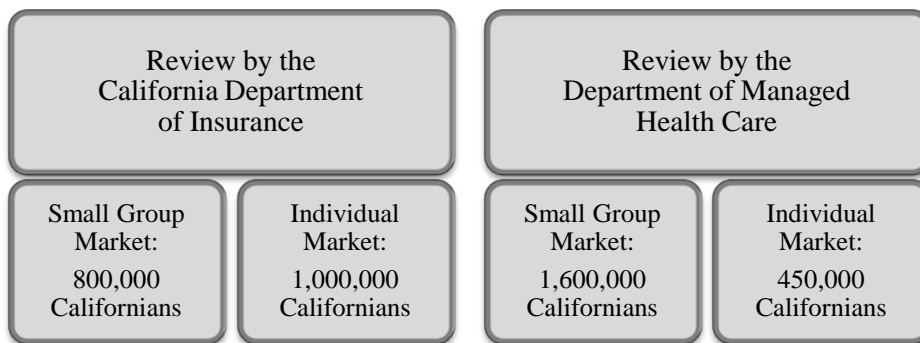 Review by the
California Department
of Insurance
Review by the
Department of Managed
Health Care
Small Group
Market:
800,000
Californians
Individual
Market:
1,000,000
Californians
Small Group
Market:
1,600,000
Californians
Individual
Market:
450,000
Californians